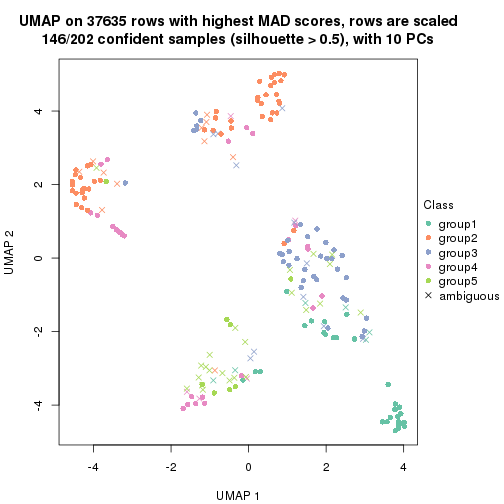 UMAP on 37635 rows with highest MAD scores, rows are scaled
146/202 confident samples (silhouette > 0.5), with 10 PCs
4
2
0
-2
-4
UMAP 2
-4
-2
0
2
4
UMAP 1
Class
group1
group2
group3
group4
group5
ambiguous